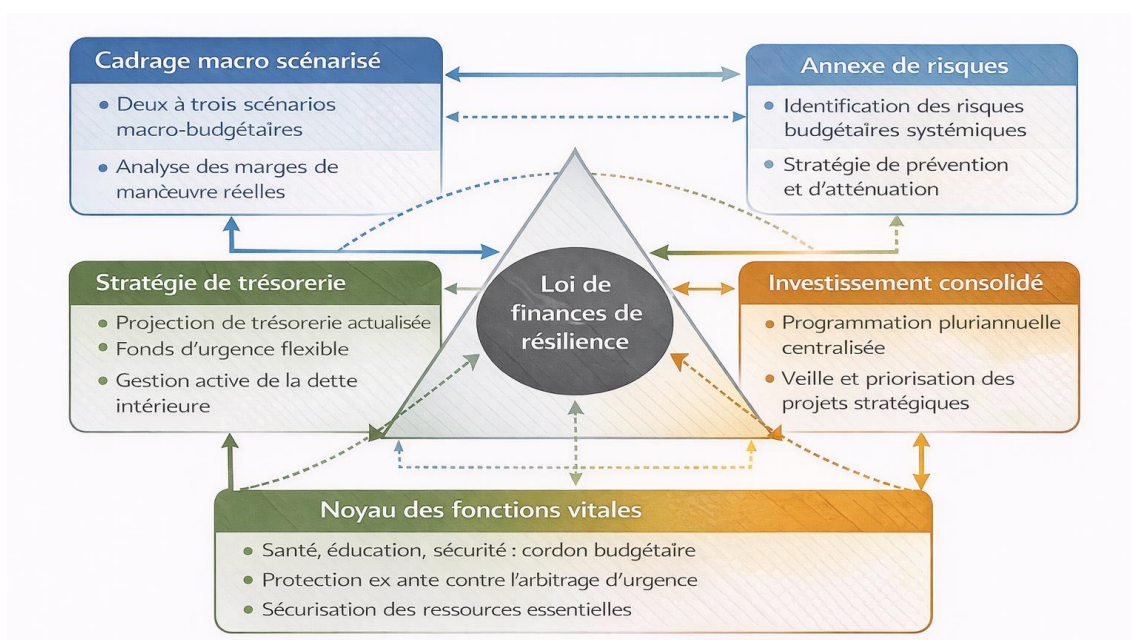 Cadrage macro scénarisé
• Deux à trois scénarios
macro-budgétaires
• Analyse des marges de
manœuvre réelles
Annexe de risques
• Identification des risques
budgétaires systémiques
• Stratégie de prévention
et d'atténuation
Stratégie de trésorerie
• Projection de trésorerie actualisée
• Fonds d'urgence flexible
• Gestion active de la dette
intérieure
Loi de
finances de
résilience
Investissement consolidé
• Programmation pluriannuelle
centralisée
• Veille et priorisation des
projets stratégiques
Noyau des fonctions vitales
• Santé, éducation, sécurité : cordon budgétaire
• Protection ex ante contre l'arbitrage d'urgence
• Sécurisation des ressources essentielles